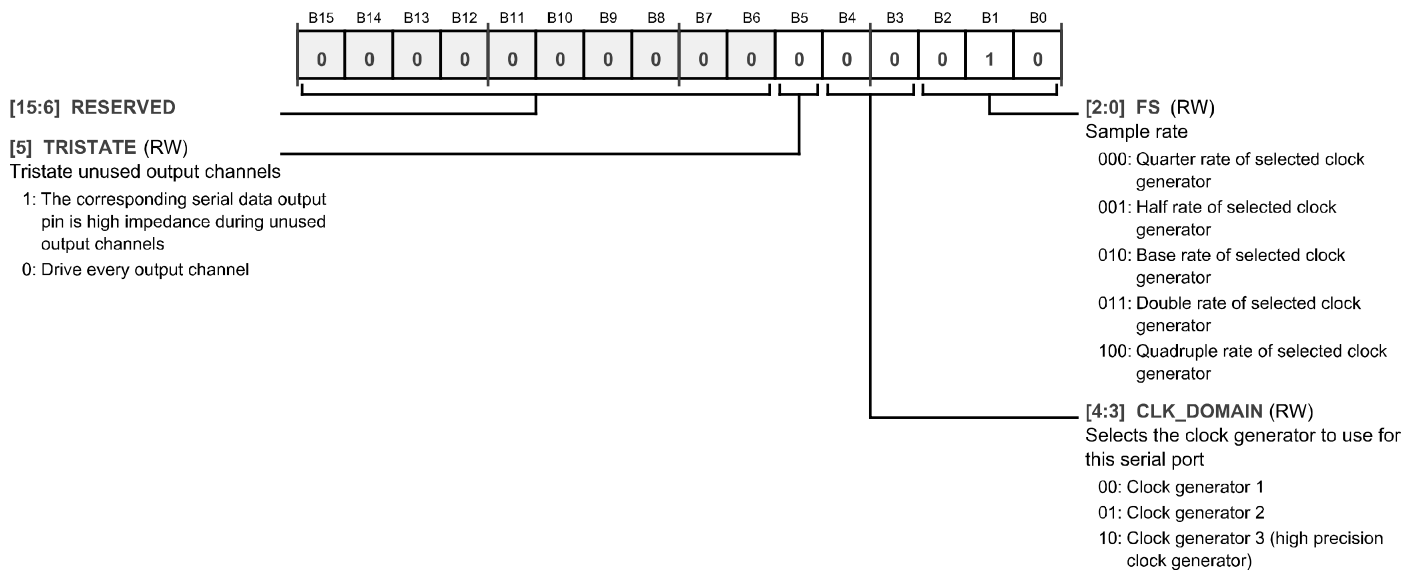 B15 B14 B13 B12 B11 B10 B9 B8 B7 B6 B5 B4 B3 B2 B1 B0
0 0 0 0 0 0 0 0 0 0 0 0 0 0 1 0
[15:6] RESERVED
[5] TRISTATE (RW)
Tristate unused output channels
1: The corresponding serial data output
pin is high impedance during unused
output channels
0: Drive every output channel
[2:0] FS (RW)
Sample rate
000: Quarter rate of selected clock
generator
001: Half rate of selected clock
generator
010: Base rate of selected clock
generator
011: Double rate of selected clock
generator
100: Quadruple rate of selected clock
generator
[4:3] CLK_DOMAIN (RW)
Selects the clock generator to use for
this serial port
00: Clock generator 1
01: Clock generator 2
10: Clock generator 3 (high precision
clock generator)